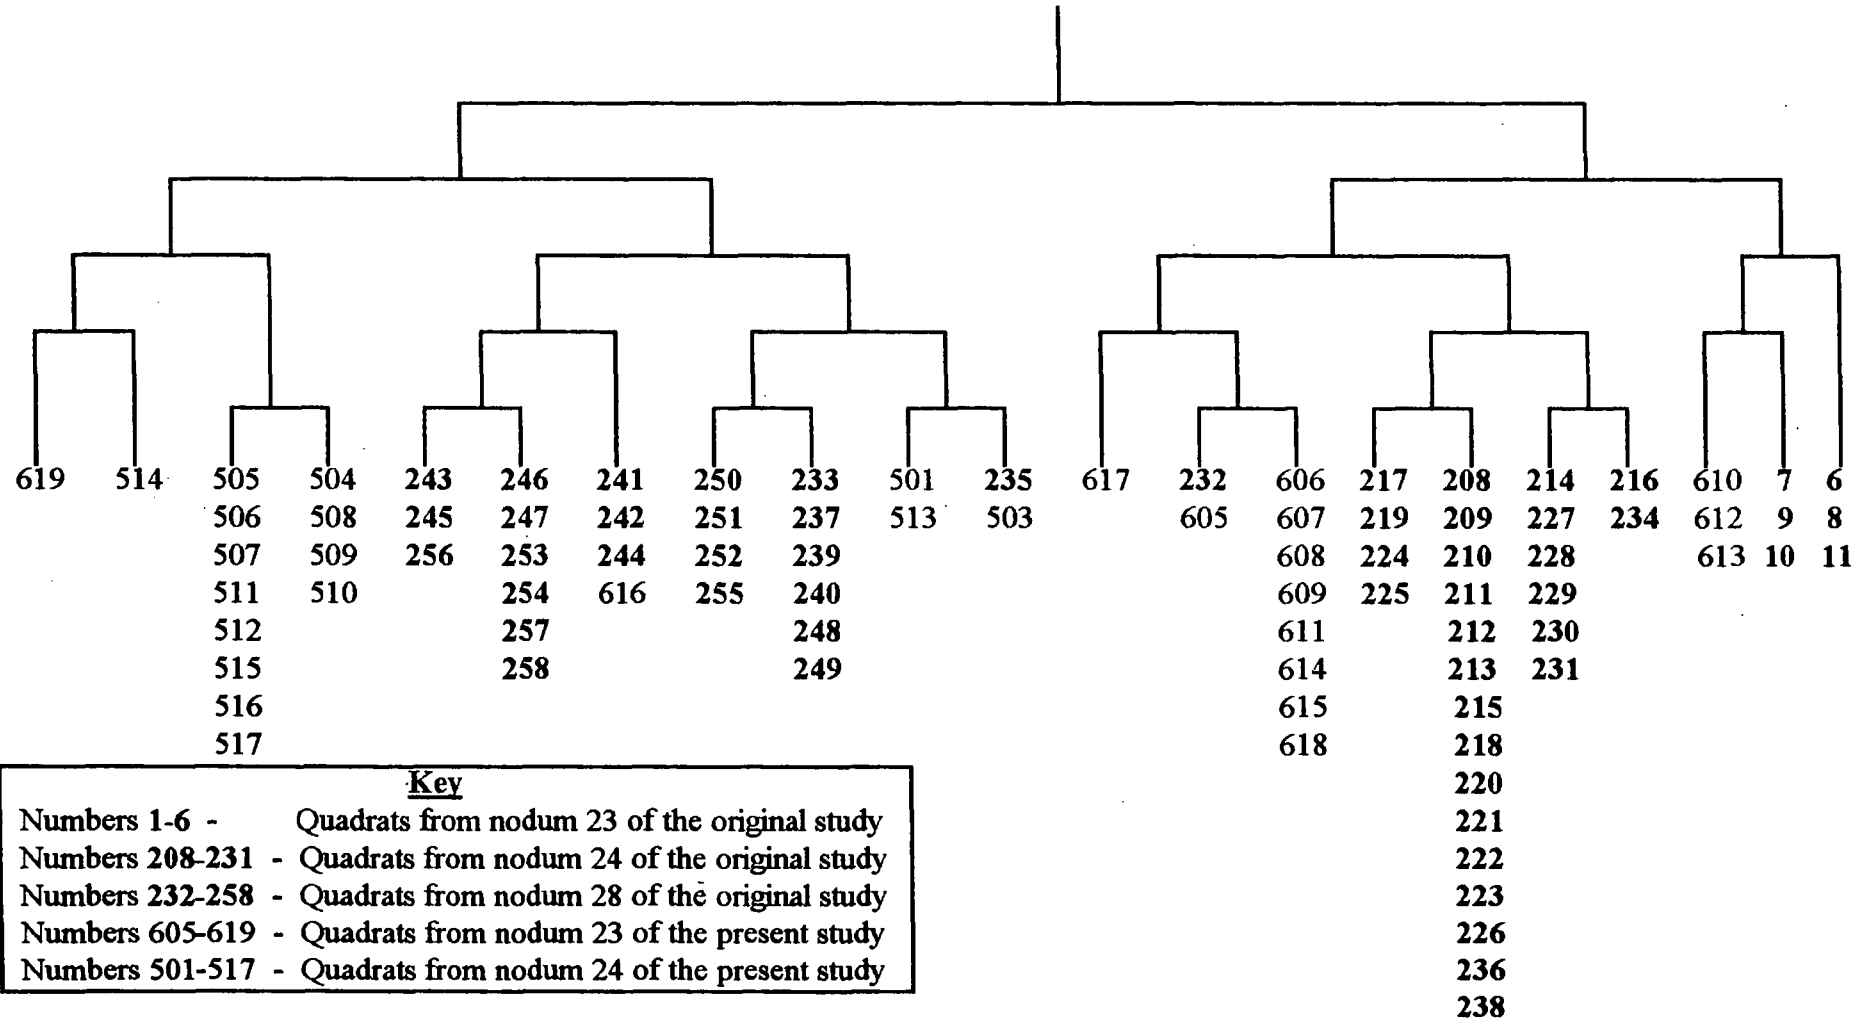 619 514 505 504 243 246 241 250 233 501 235 617 232 606 217 208 214 216 610 7 6
506 508 245 247 242 251 237 513 503 605 607 219 209 227 234 612 9 8
507 509 256 253 244 252 239 608 224 210 228 613 10 11
511 510 254 616 255 240 609 225 211 229
512 257 248 611 212 230
515 258 249 614 213 231
516 615 215
517 618 218
Key
220
Numbers 1-6 - Quadrats from nodum 23 of the original study
221
Numbers 208-231 - Quadrats from nodum 24 of the original study
222
Numbers 232-258 - Quadrats from nodum 28 of the original study
223
Numbers 605-619 - Quadrats from nodum 23 of the present study
226
Numbers 501-517 - Quadrats from nodum 24 of the present study
236
238